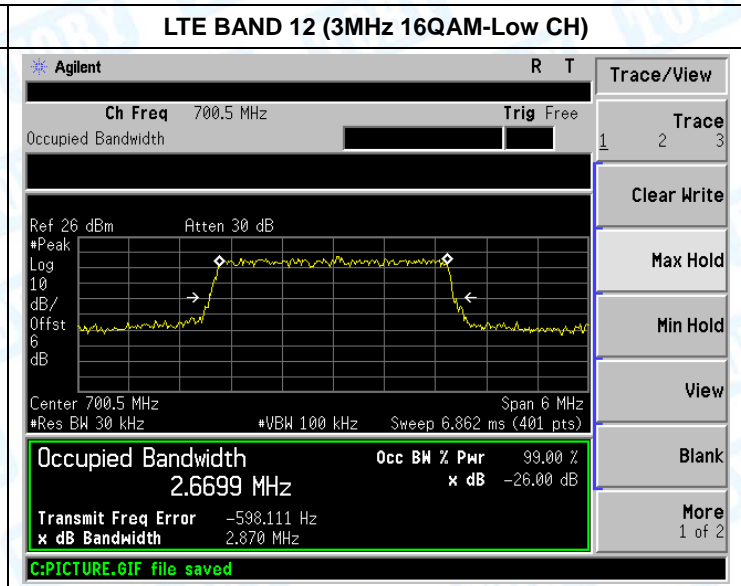 LTE BAND 12 (3MHz 16QAM-Low CH)
Agilent R T
Trace/View
Ch Freq 700.5 MHz Trig Free
Occupied Bandwidth
Trace
1 2 3
Clear Write
Ref 26 dBm Atten 30 dB
#Peak
Log
10
dB/
Offst
6
dB
Max Hold
Min Hold
View
Center 700.5 MHz Span 6 MHz
#Res BW 30 kHz #VBW 100 kHz Sweep 6.862 ms (401 pts)
Occupied Bandwidth Occ BW % Pwr 99.00 %
2.6699 MHz x dB -26.00 dB
Blank
Transmit Freq Error -598.111 Hz
x dB Bandwidth 2.870 MHz
More
1 of 2
C:PICTURE.GIF file saved